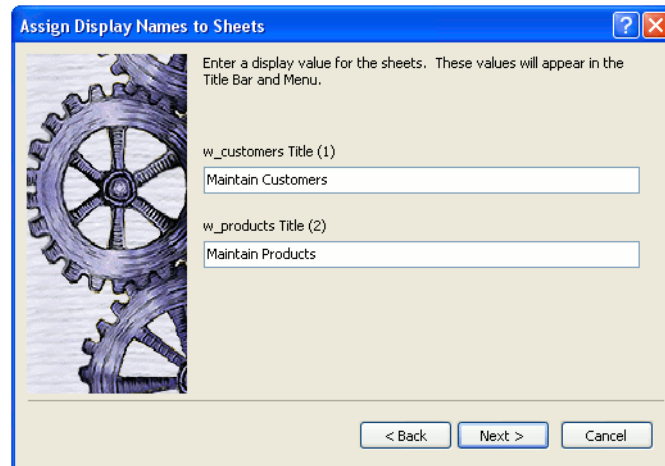 Assign Display Names to Sheets
Enter a display value for the sheets.  These values will appear in the
Title Bar and Menu.
w_customers Title (1)
Maintain Customers
w_products Title (2)
Maintain Products
< Back
Next >
Cancel